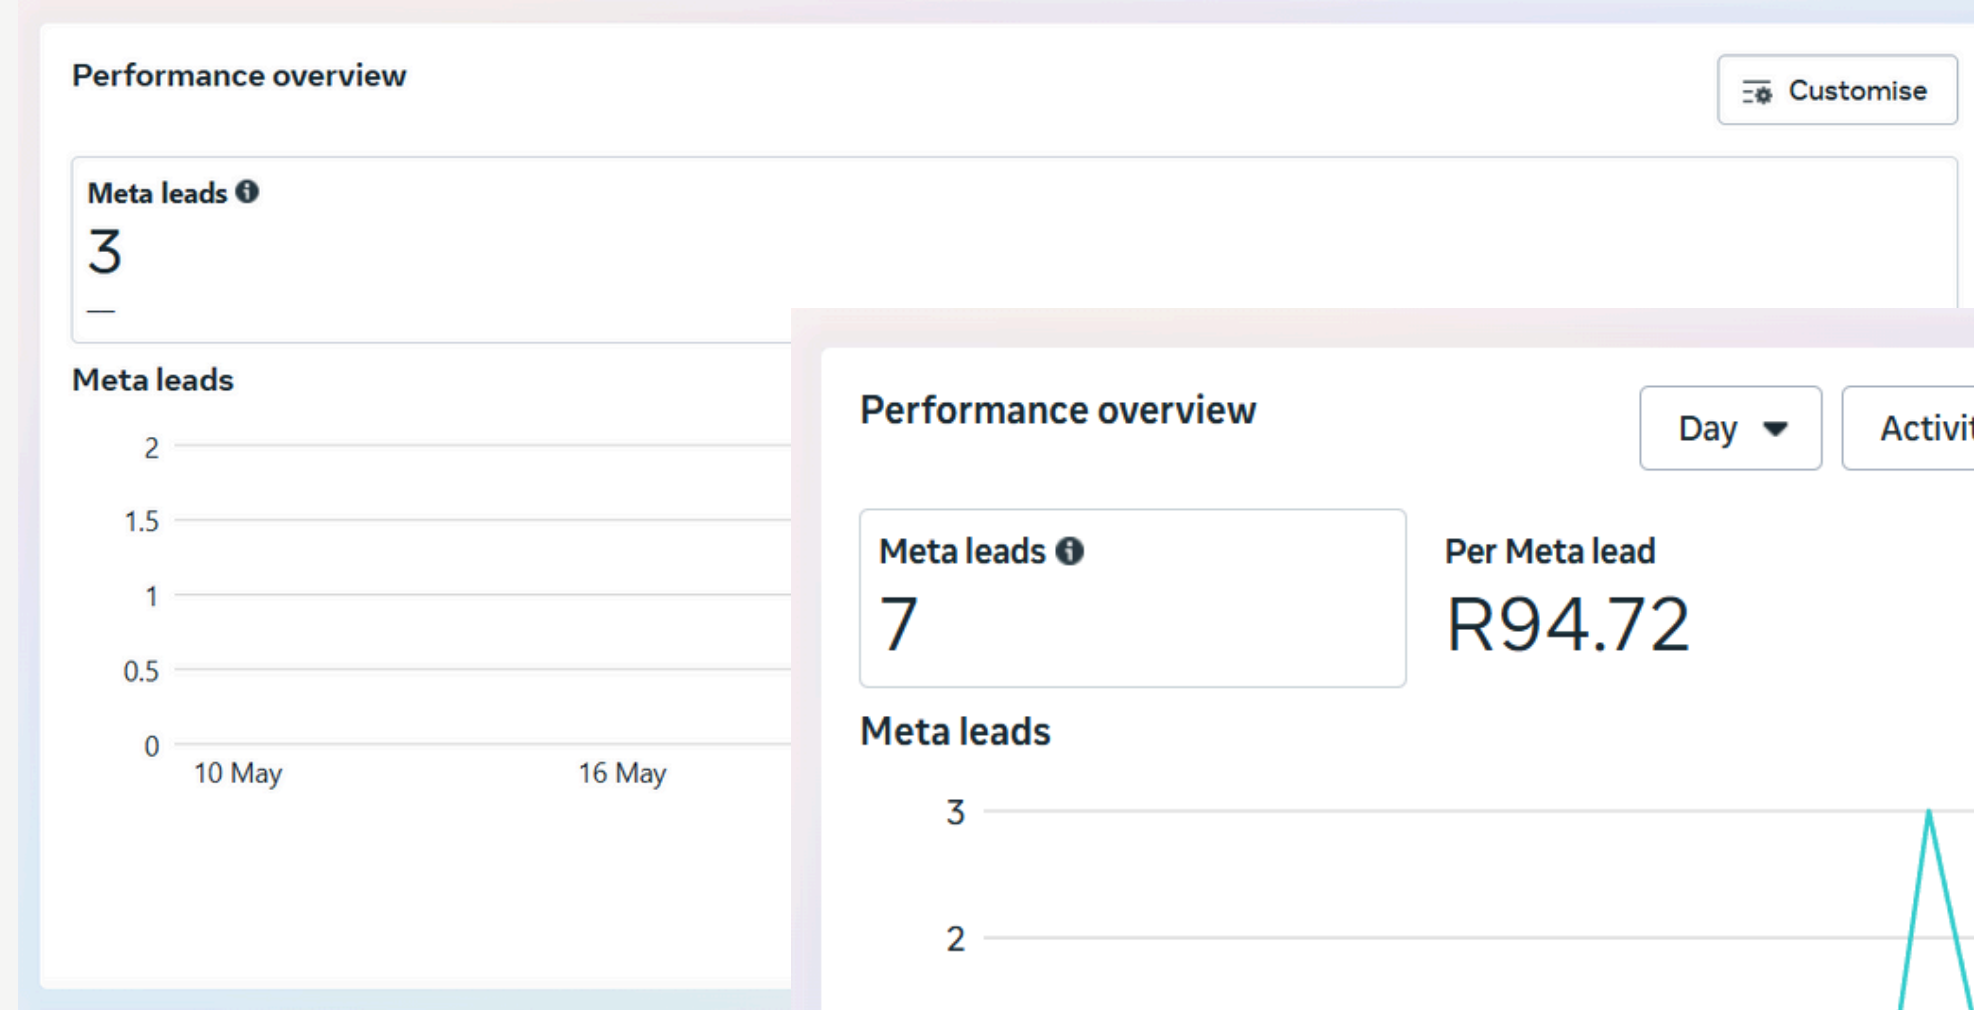 Performance overview
Customise
Meta leads
3
—
Meta leads
2
1.5
1
0.5
0
10 May
16 May
Performance overview
Day
Meta leads
7
Per Meta lead
R94.72
Meta leads
3
2